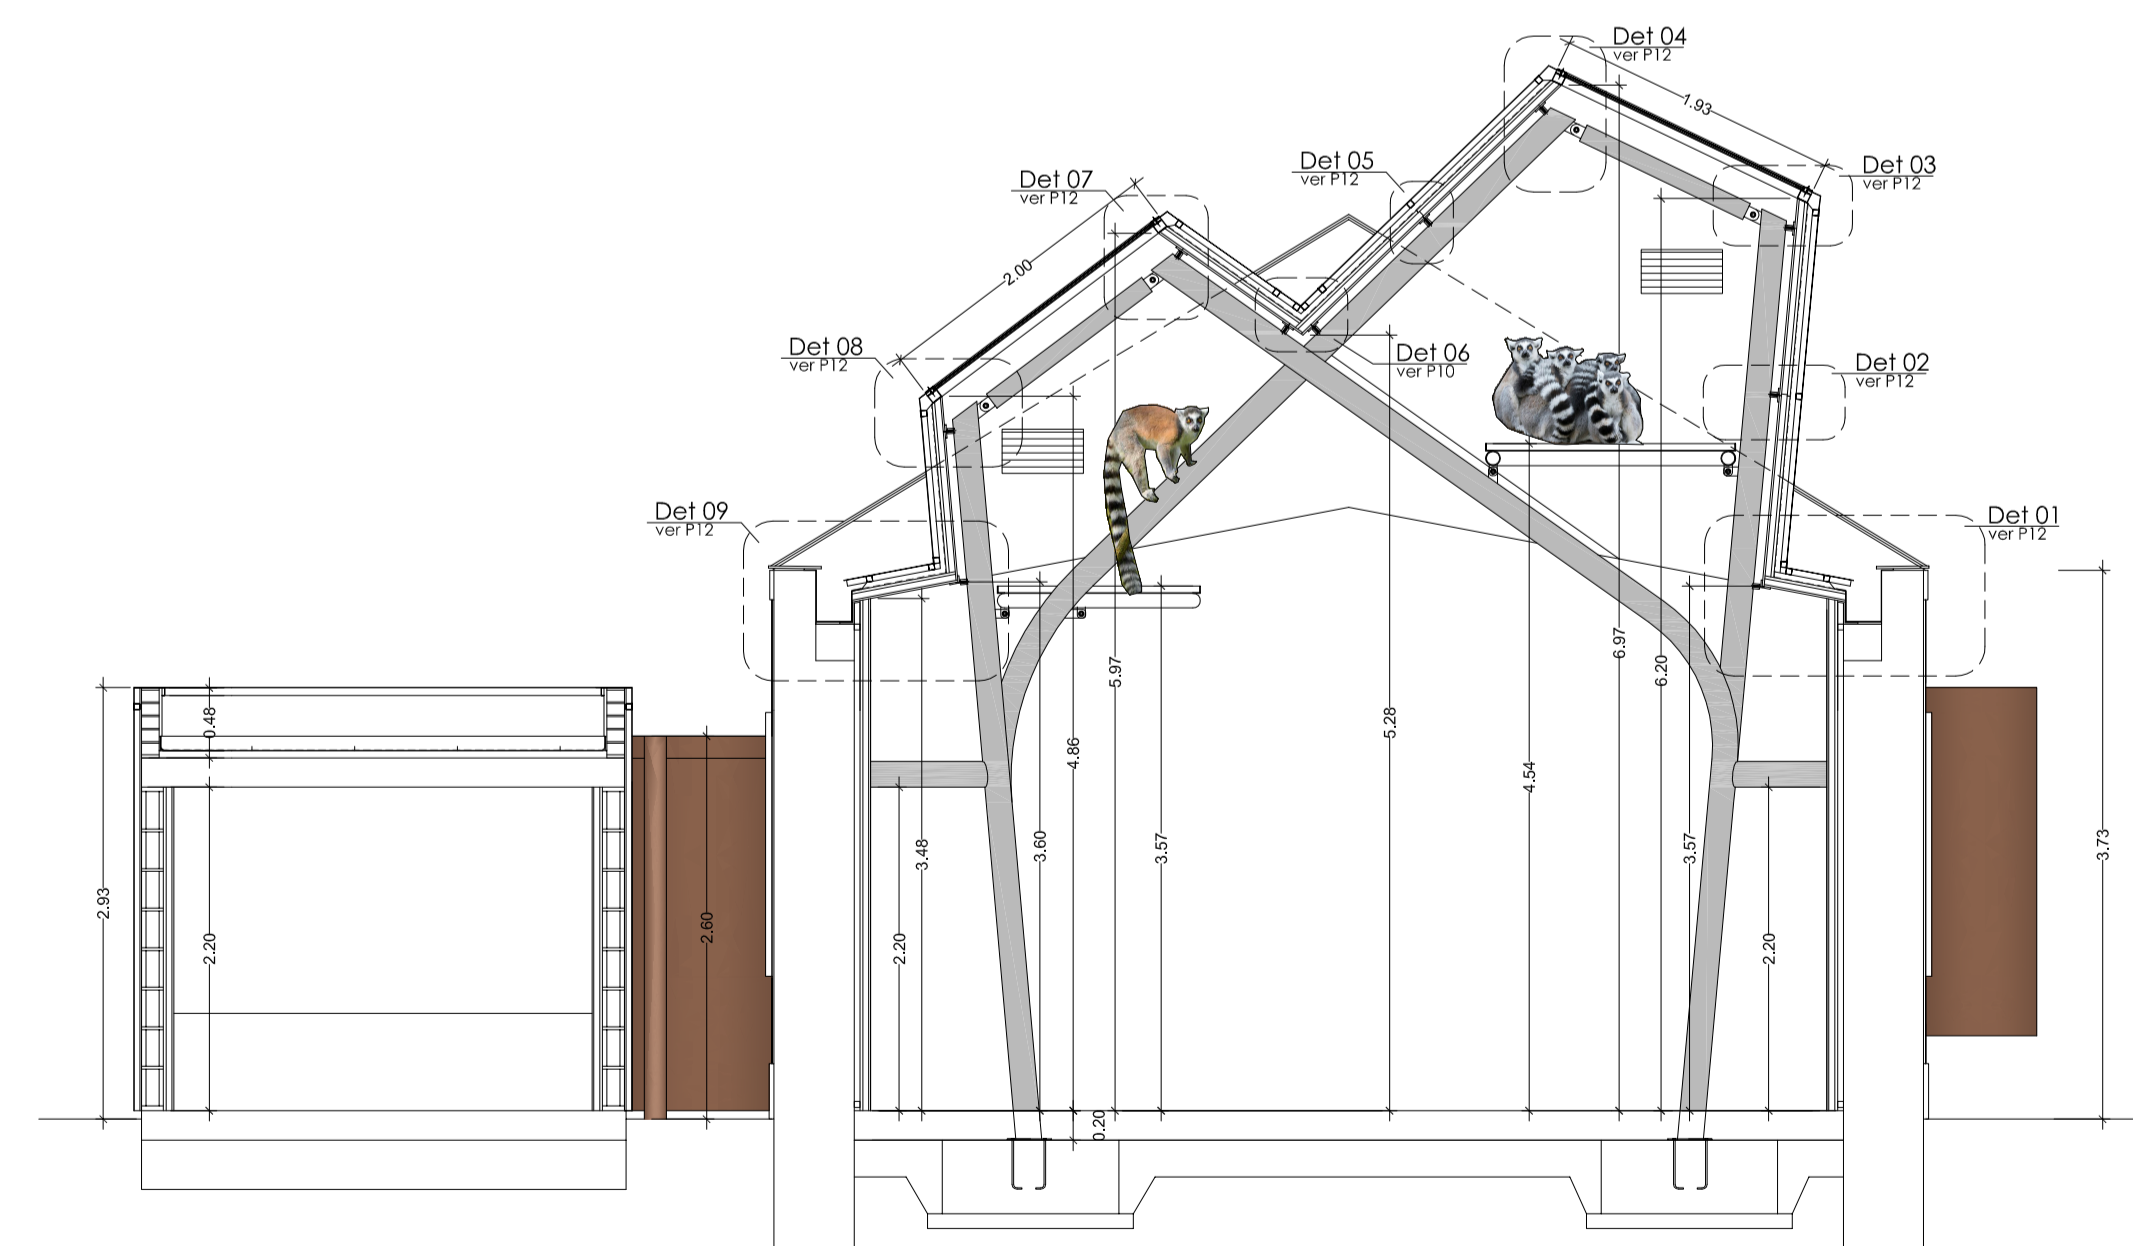 Det 04
ver P12
1.93
Det 05
ver P12
Det 03
ver P12
Det 07
ver P12
2.00
Det 08
ver P12
Det 06
ver P10
Det 02
ver P12
Det 09
ver P12
Det 01
ver P12
0.48
2.93
2.20
2.60
2.20
3.48
3.60
4.86
0.20
5.97
3.57
5.28
4.54
6.97
6.20
3.57
2.20
3.73